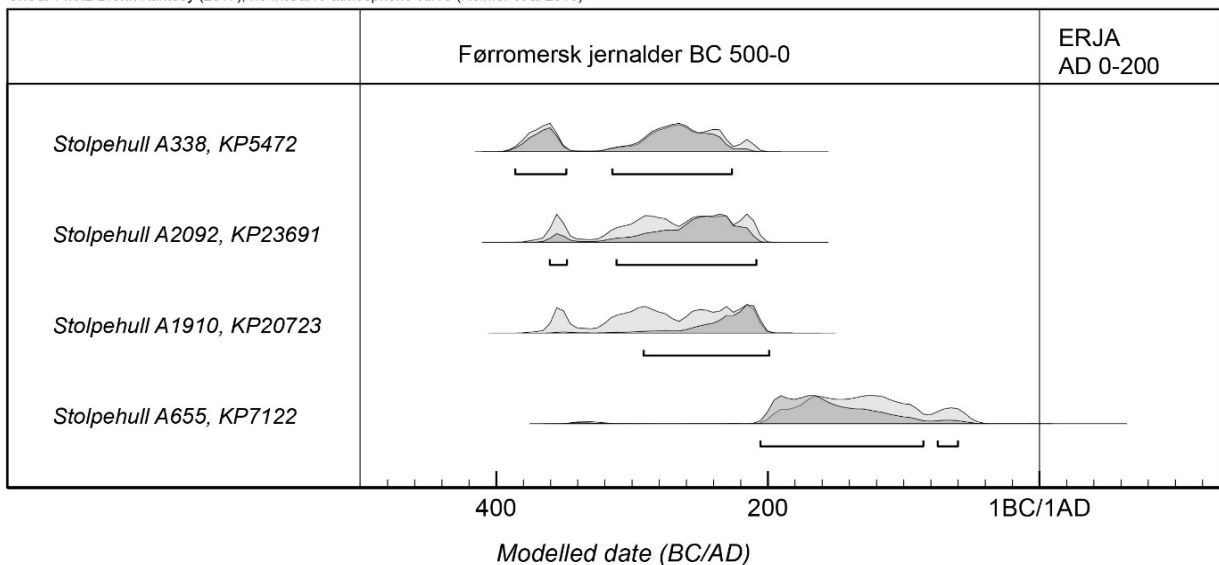 Førromersk jernalder BC 500-0
ERJA
AD 0-200
Stolpehull A338, KP5472
Stolpehull A2092, KP23691
Stolpehull A1910, KP20723
Stolpehull A655, KP7122
400 200 1BC/1AD
Modelled date (BC/AD)